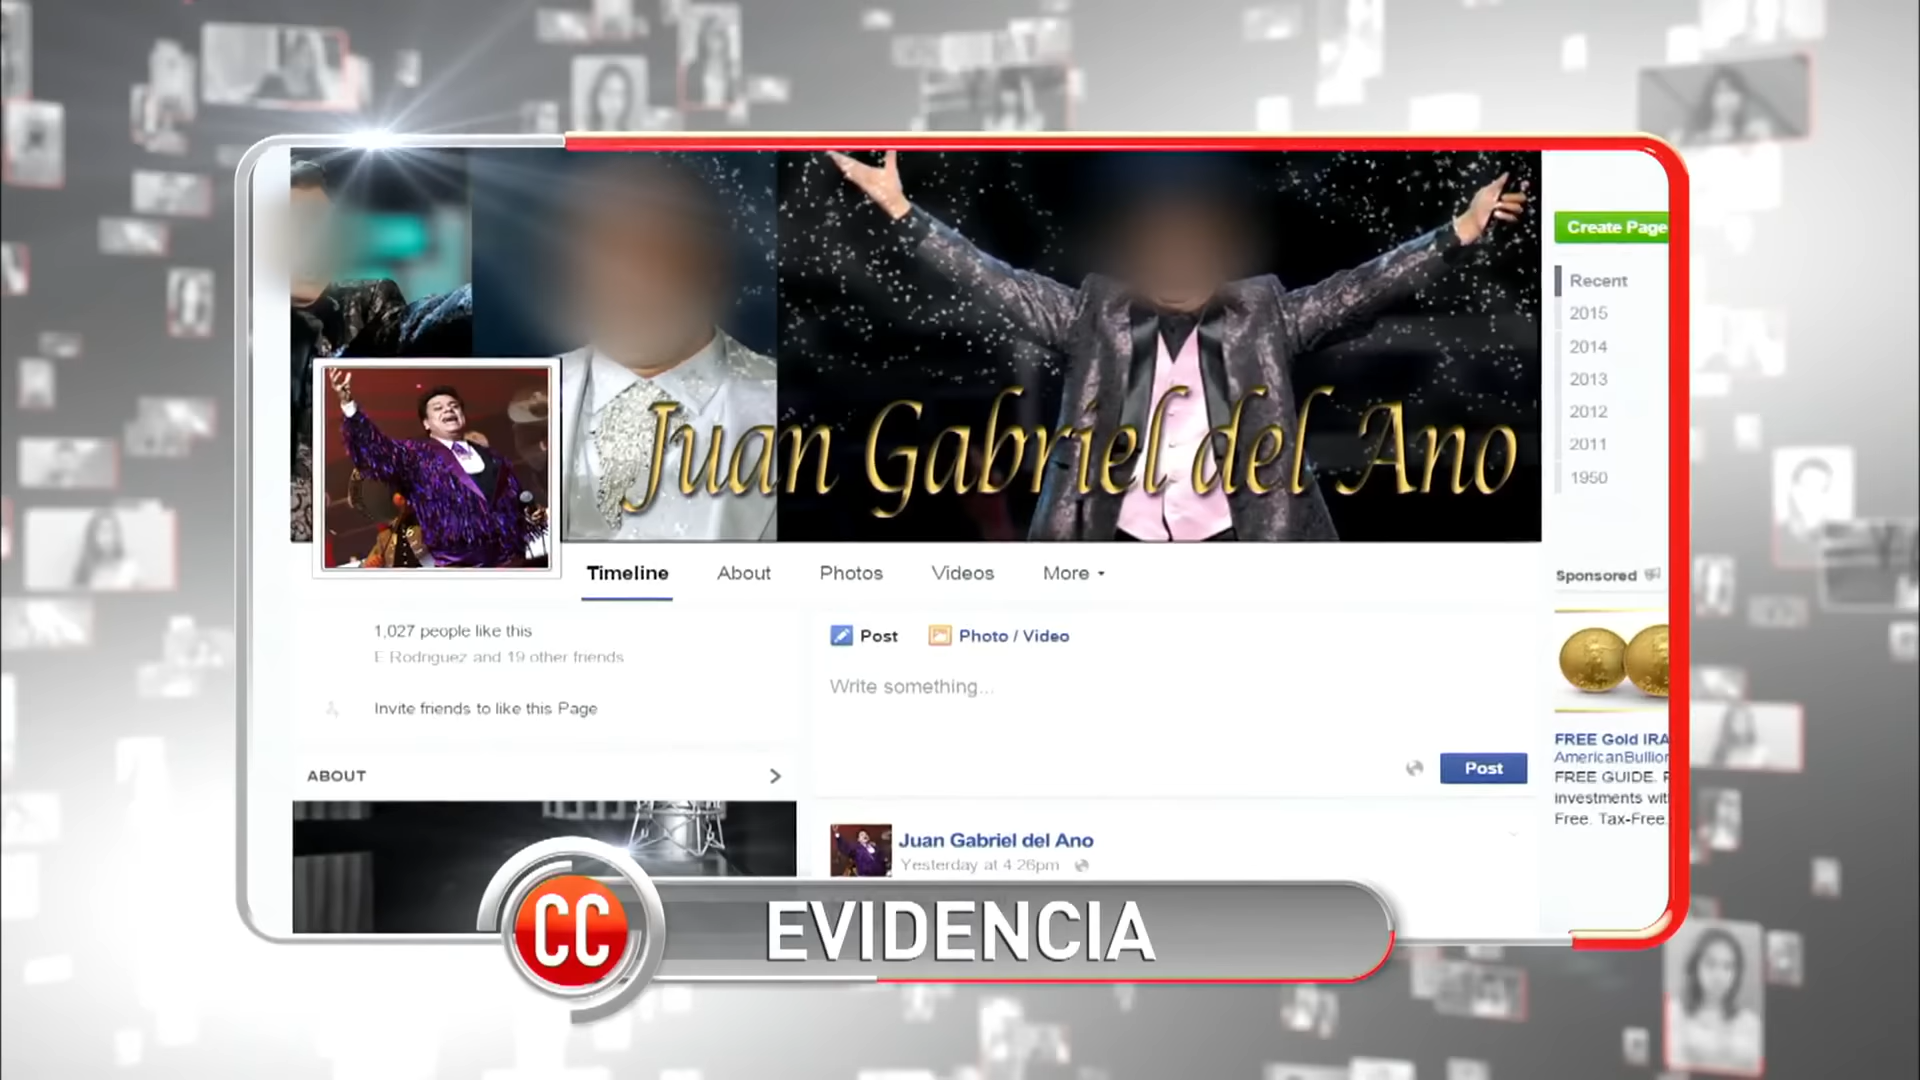 Juan Gabriel del Ano
Create Page
Recent
2015
2014
2013
2012
2011
1950
Timeline
About
Photos
Videos
More
Sponsored
1,027 people like this
E Rodriguez and 19 other friends
Invite friends to like this Page
Post
Photo / Video
Write something...
Post
FREE Gold IRA
AmericanBullion
FREE GUIDE.
investments with
Free. Tax-Free.
ABOUT
Juan Gabriel del Ano
Yesterday at 4:26pm
CC
EVIDENCIA